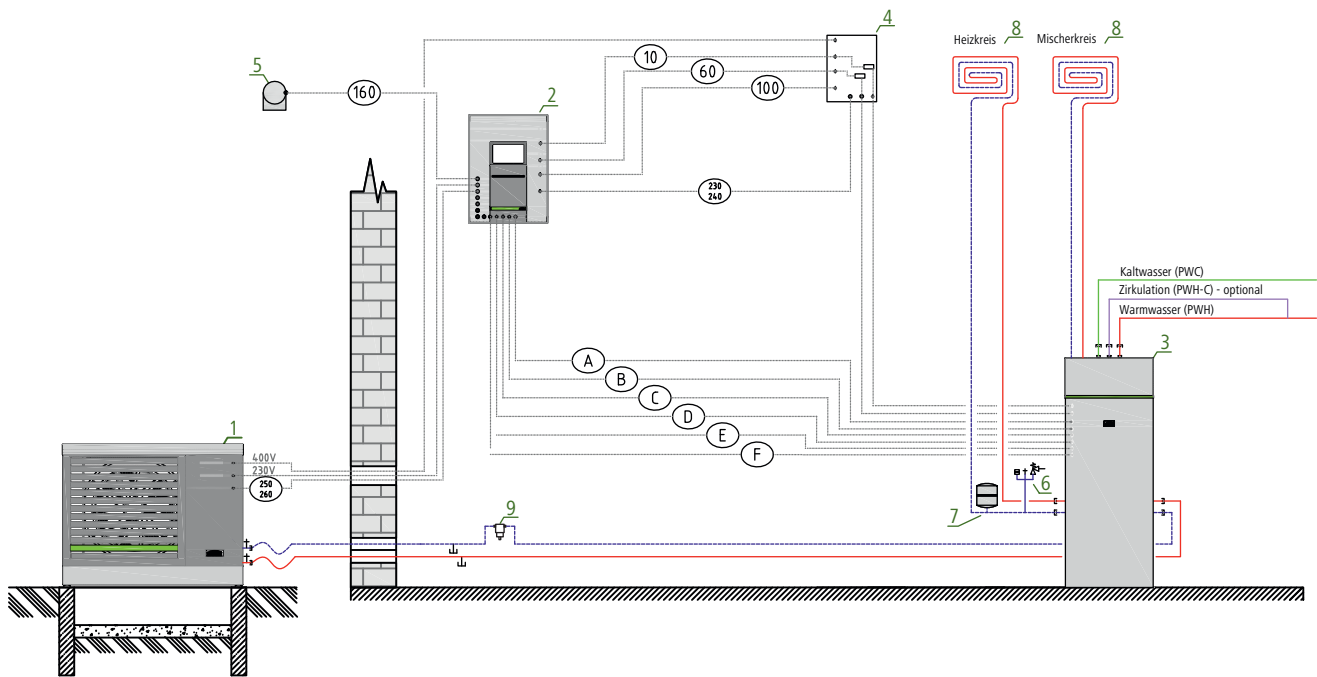 4
8
8
Heizkreis
Mischerkreis
10
5
60
160
2
100
230
240
Kaltwasser (PWC)
Zirkulation (PWH-C) - optional
Warmwasser (PWH)
3
A
B
C
D
1
E
400V
F
230V
250
260
6
9
7